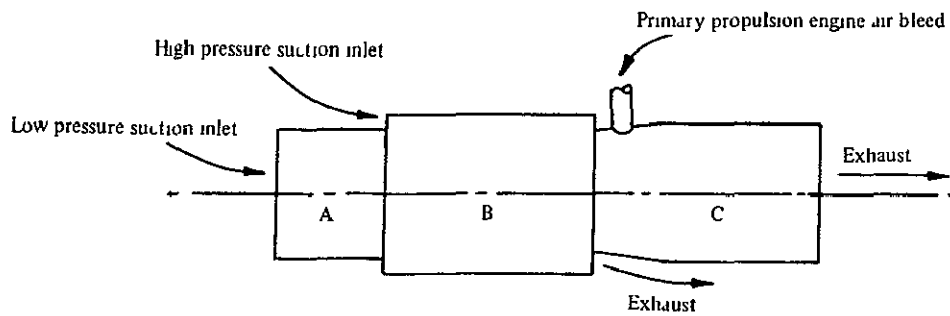 Primary propulsion engine air bleed
High pressure suction inlet
Low pressure suction inlet
Exhaust
A
B
C
Exhaust